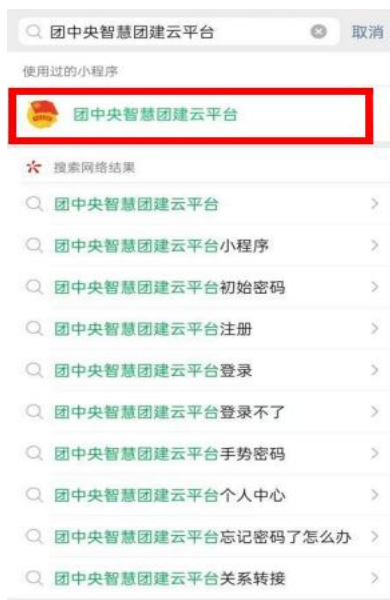 团中央智慧团建云平台 取消
使用过的小程序
团中央智慧团建云平台
搜索网络结果
团中央智慧团建云平台
团中央智慧团建云平台小程序
团中央智慧团建云平台初始密码
团中央智慧团建云平台注册
团中央智慧团建云平台登录
团中央智慧团建云平台登录不了
团中央智慧团建云平台手势密码
团中央智慧团建云平台个人中心
团中央智慧团建云平台忘记密码了怎么办
团中央智慧团建云平台关系转接